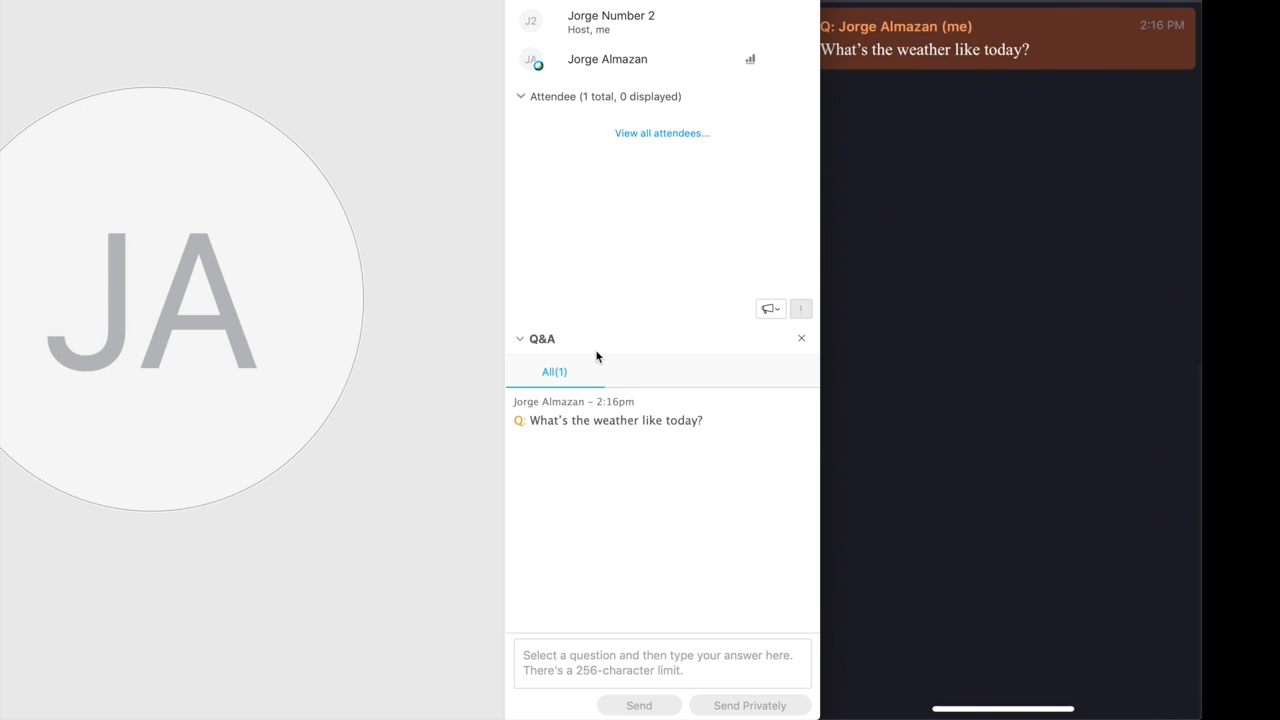 JA
J2
Jorge Number 2
Host, me
JA
Jorge Almazan
Attendee (1 total, 0 displayed)
View all attendees...
Q&A
All(1)
Jorge Almazan – 2:16pm
Q: What's the weather like today?
Select a question and then type your answer here.
There's a 256-character limit.
Send
Send Privately
Q: Jorge Almazan (me)
2:16 PM
What's the weather like today?